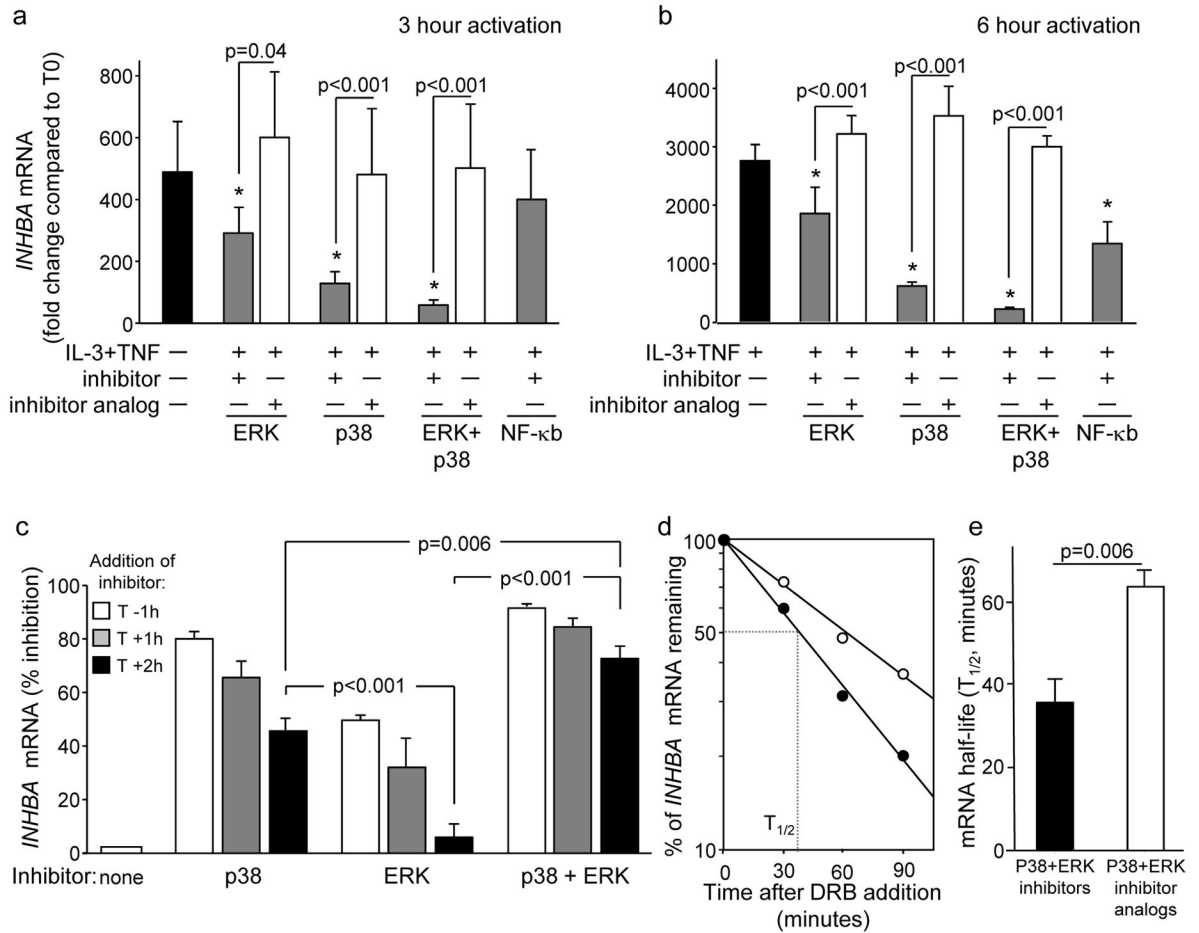 a
3 hour activation
INHBA mRNA
(fold change compared to T0)
800
600
400
200
0
p=0.04
p<0.001
p<0.001
*
*
*
IL-3+TNF — + + + + + + +
inhibitor — + — + — + — +
inhibitor analog — — + — + — +
ERK
p38
ERK+
p38
NF-κb
b
6 hour activation
4000
3000
2000
1000
0
p<0.001
p<0.001
p<0.001
*
*
*
*
IL-3+TNF + + + + + + + +
inhibitor — + — + — + — +
inhibitor analog — — + — + — +
ERK
p38
ERK+
p38
NF-κb
c
Addition of
inhibitor:
T -1h
T +1h
T +2h
INHBA mRNA (% inhibition)
100
80
60
40
20
0
p=0.006
p<0.001
p<0.001
Inhibitor: none
p38
ERK
p38 + ERK
d
% of INHBA mRNA remaining
100
50
10
T1/2
0 30 60 90
Time after DRB addition
(minutes)
e
mRNA half-life (T1/2, minutes)
60
40
20
0
p=0.006
P38+ERK
inhibitors
P38+ERK
inhibitor
analogs